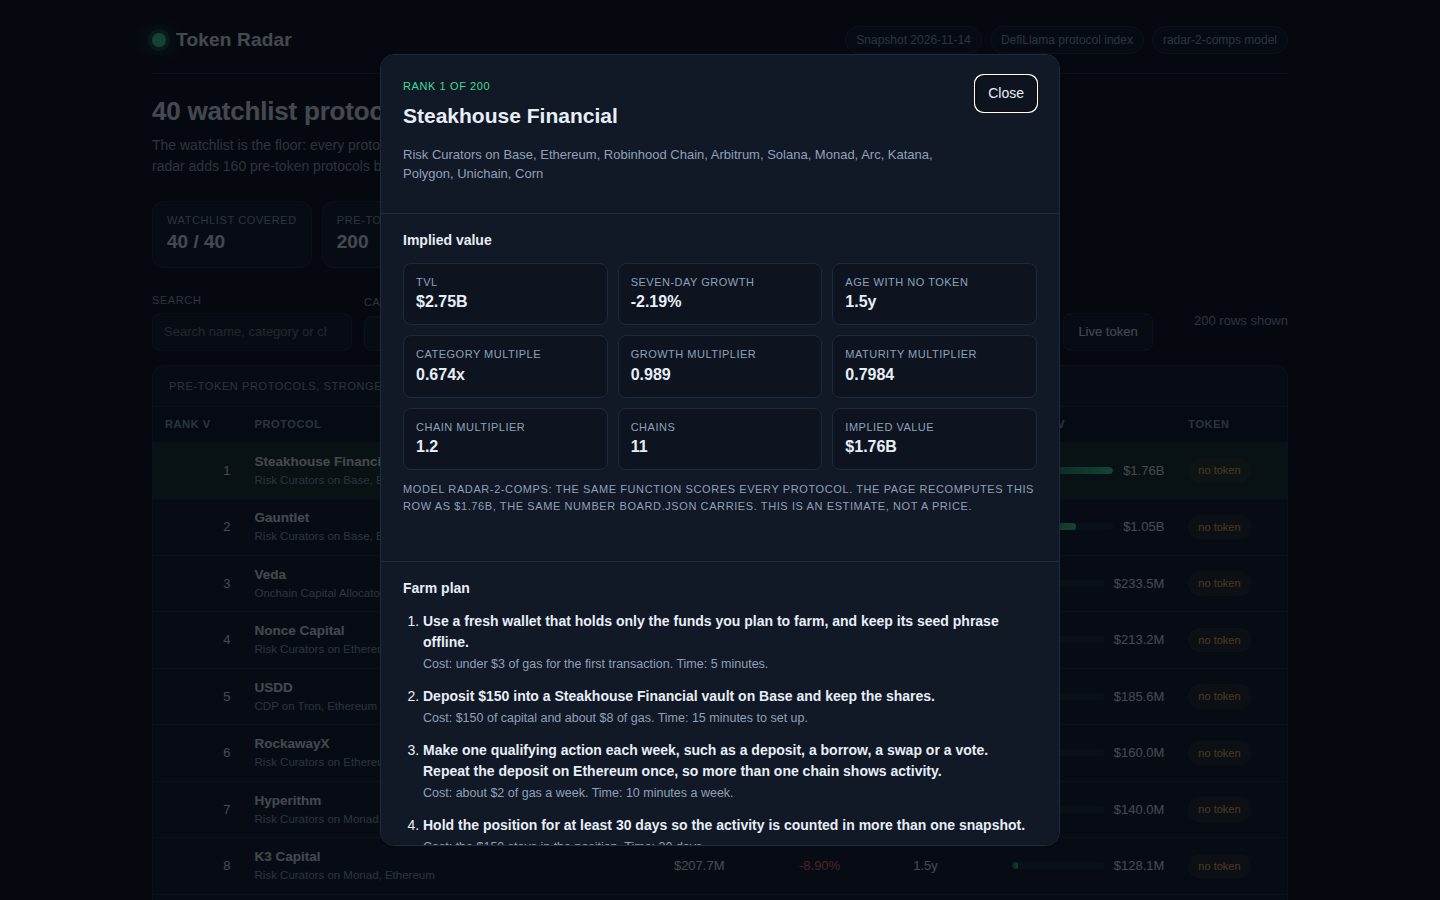 Token Radar
Snapshot 2026-11-14
DefiLlama protocol index
radar-2-comps model
40 watchlist protoc
The watchlist is the floor: every proto
radar adds 160 pre-token protocols b
WATCHLIST COVERED
40 / 40
PRE-TO
200
SEARCH
Search name, category or cl
CA
Live token
200 rows shown
PRE-TOKEN PROTOCOLS, STRONGE
RANK V
PROTOCOL
V
TOKEN
1
Steakhouse Financi
Risk Curators on Base, E
$1.76B
no token
2
Gauntlet
Risk Curators on Base, E
$1.05B
no token
3
Veda
Onchain Capital Allocato
$233.5M
no token
4
Nonce Capital
Risk Curators on Ethereu
$213.2M
no token
5
USDD
CDP on Tron, Ethereum
$185.6M
no token
6
RockawayX
Risk Curators on Ethereu
$160.0M
no token
7
Hyperithm
Risk Curators on Monad
$140.0M
no token
8
K3 Capital
Risk Curators on Monad, Ethereum
$207.7M
-8.90%
1.5y
$128.1M
no token
RANK 1 OF 200
Steakhouse Financial
Close
Risk Curators on Base, Ethereum, Robinhood Chain, Arbitrum, Solana, Monad, Arc, Katana,
Polygon, Unichain, Corn
Implied value
TVL
$2.75B
SEVEN-DAY GROWTH
-2.19%
AGE WITH NO TOKEN
1.5y
CATEGORY MULTIPLE
0.674x
GROWTH MULTIPLIER
0.989
MATURITY MULTIPLIER
0.7984
CHAIN MULTIPLIER
1.2
CHAINS
11
IMPLIED VALUE
$1.76B
MODEL RADAR-2-COMPS: THE SAME FUNCTION SCORES EVERY PROTOCOL. THE PAGE RECOMPUTES THIS
ROW AS $1.76B, THE SAME NUMBER BOARD.JSON CARRIES. THIS IS AN ESTIMATE, NOT A PRICE.
Farm plan
1. Use a fresh wallet that holds only the funds you plan to farm, and keep its seed phrase
offline.
Cost: under $3 of gas for the first transaction. Time: 5 minutes.
2. Deposit $150 into a Steakhouse Financial vault on Base and keep the shares.
Cost: $150 of capital and about $8 of gas. Time: 15 minutes to set up.
3. Make one qualifying action each week, such as a deposit, a borrow, a swap or a vote.
Repeat the deposit on Ethereum once, so more than one chain shows activity.
Cost: about $2 of gas a week. Time: 10 minutes a week.
4. Hold the position for at least 30 days so the activity is counted in more than one snapshot.
Cost: the $150 stays in the position. Time: 30 days.